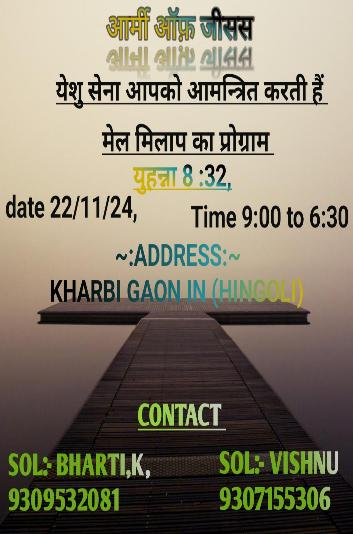 आर्मी ऑफ़ जीसस
येशु सेना आपको आमन्त्रित करती हैं
मेल मिलाप का प्रोग्राम
युहन्ना 8 :32,
date 22/11/24, Time 9:00 to 6:30
~:ADDRESS:~
KHARBI GAON IN (HINGOLI)
CONTACT
SOL:- BHARTI,K, SOL:- VISHNU
9309532081 9307155306